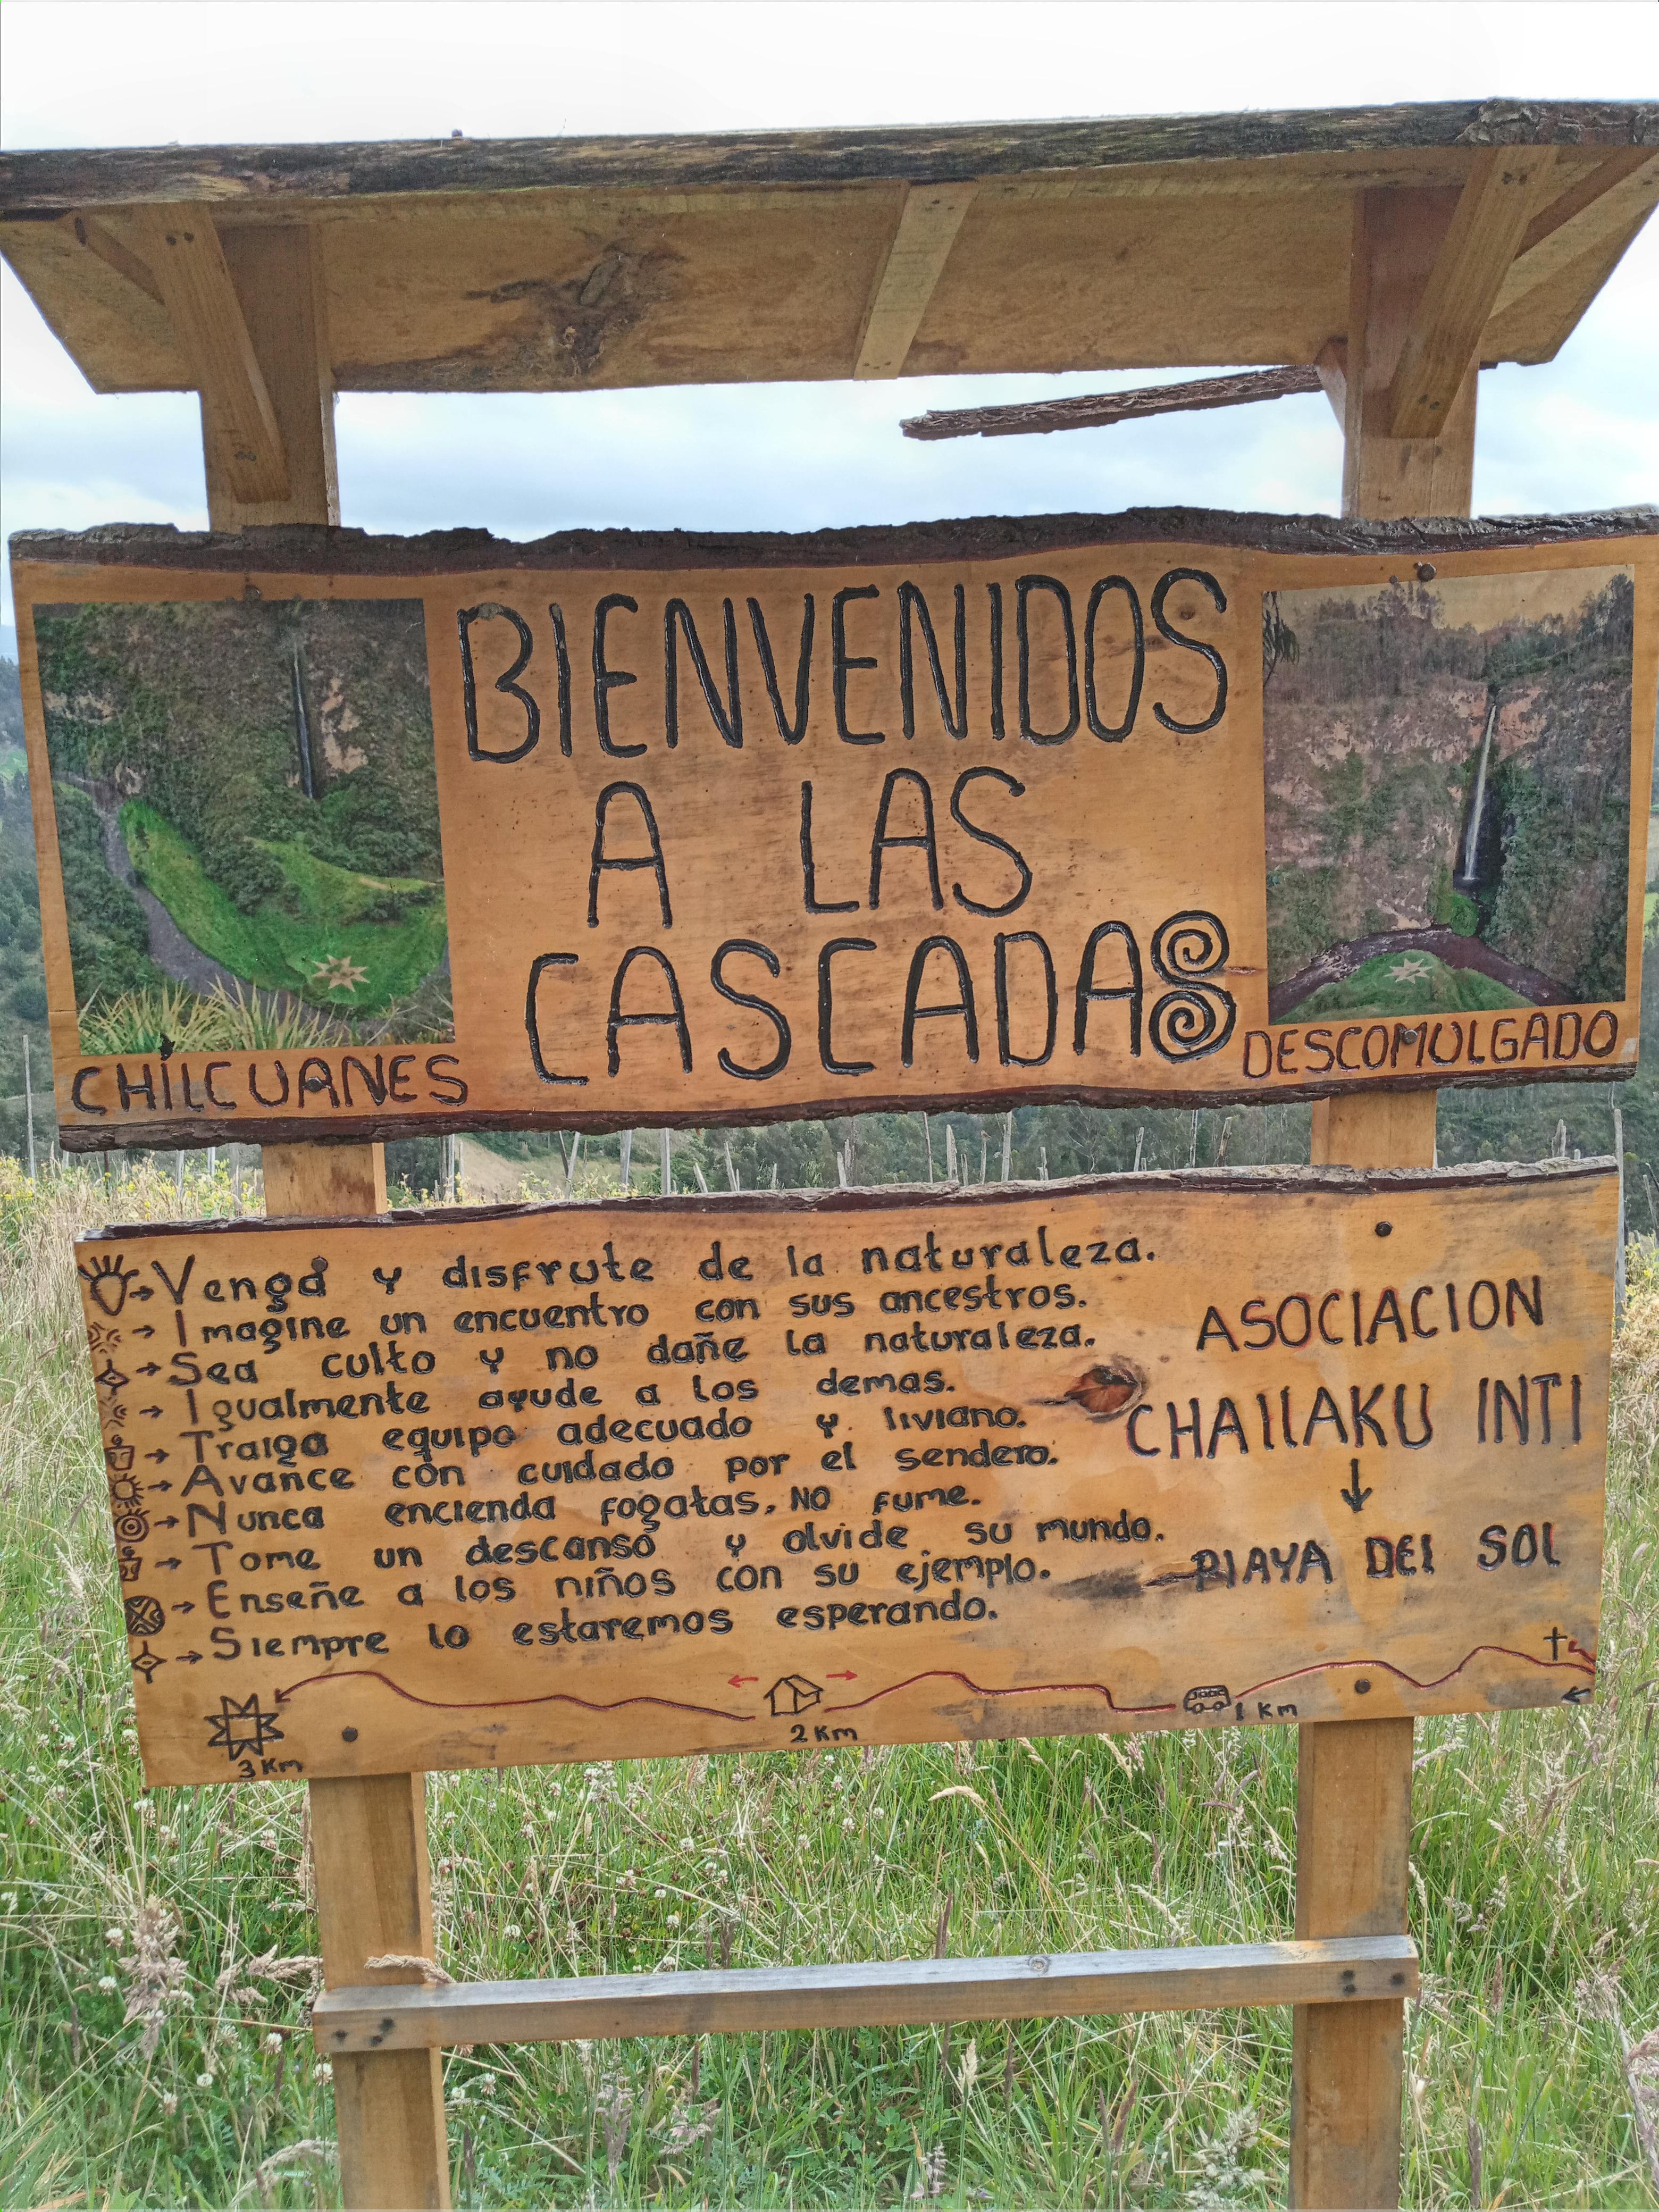 BIENVENIDOS
A LAS
CASCADAS
CHILCUANES
DESCOMULGADO
Venga y disfrute de la naturaleza.
Imagine un encuentro con sus ancestros.
Sea culto y no dañe la naturaleza.
Igualmente ayude a los demas.
Traiga equipo adecuado y liviano.
Avance con cuidado por el sendero.
Nunca encienda fogatas, NO fume.
Tome un descanso y olvide su mundo.
Enseñe a los niños con su ejemplo.
Siempre lo estaremos esperando.
ASOCIACION
CHALLAKU INTI
PLAYA DEL SOL
3 Km
2 Km
1 Km